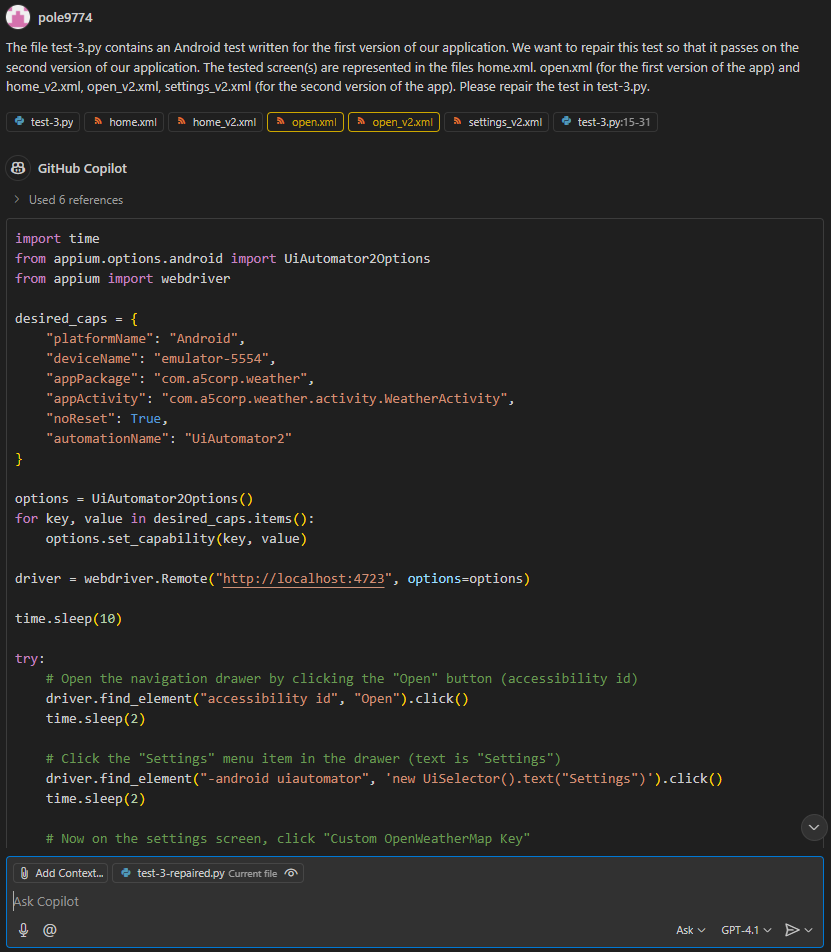 pole9774
The file test-3.py contains an Android test written for the first version of our application. We want to repair this test so that it passes on the
second version of our application. The tested screen(s) are represented in the files home.xml. open.xml (for the first version of the app) and
home_v2.xml, open_v2.xml, settings_v2.xml (for the second version of the app). Please repair the test in test-3.py.
test-3.py home.xml home_v2.xml open.xml open_v2.xml settings_v2.xml test-3.py:15-31
GitHub Copilot
Used 6 references
import time
from appium.options.android import UiAutomator2Options
from appium import webdriver
desired_caps = {
    "platformName": "Android",
    "deviceName": "emulator-5554",
    "appPackage": "com.a5corp.weather",
    "appActivity": "com.a5corp.weather.activity.WeatherActivity",
    "noReset": True,
    "automationName": "UiAutomator2"
}
options = UiAutomator2Options()
for key, value in desired_caps.items():
    options.set_capability(key, value)
driver = webdriver.Remote("http://localhost:4723", options=options)
time.sleep(10)
try:
    # Open the navigation drawer by clicking the "Open" button (accessibility id)
    driver.find_element("accessibility id", "Open").click()
    time.sleep(2)
    # Click the "Settings" menu item in the drawer (text is "Settings")
    driver.find_element("-android uiautomator", 'new UiSelector().text("Settings")').click()
    time.sleep(2)
    # Now on the settings screen, click "Custom OpenWeatherMap Key"
Add Context... test-3-repaired.py Current file
Ask Copilot
@ Ask GPT-4.1